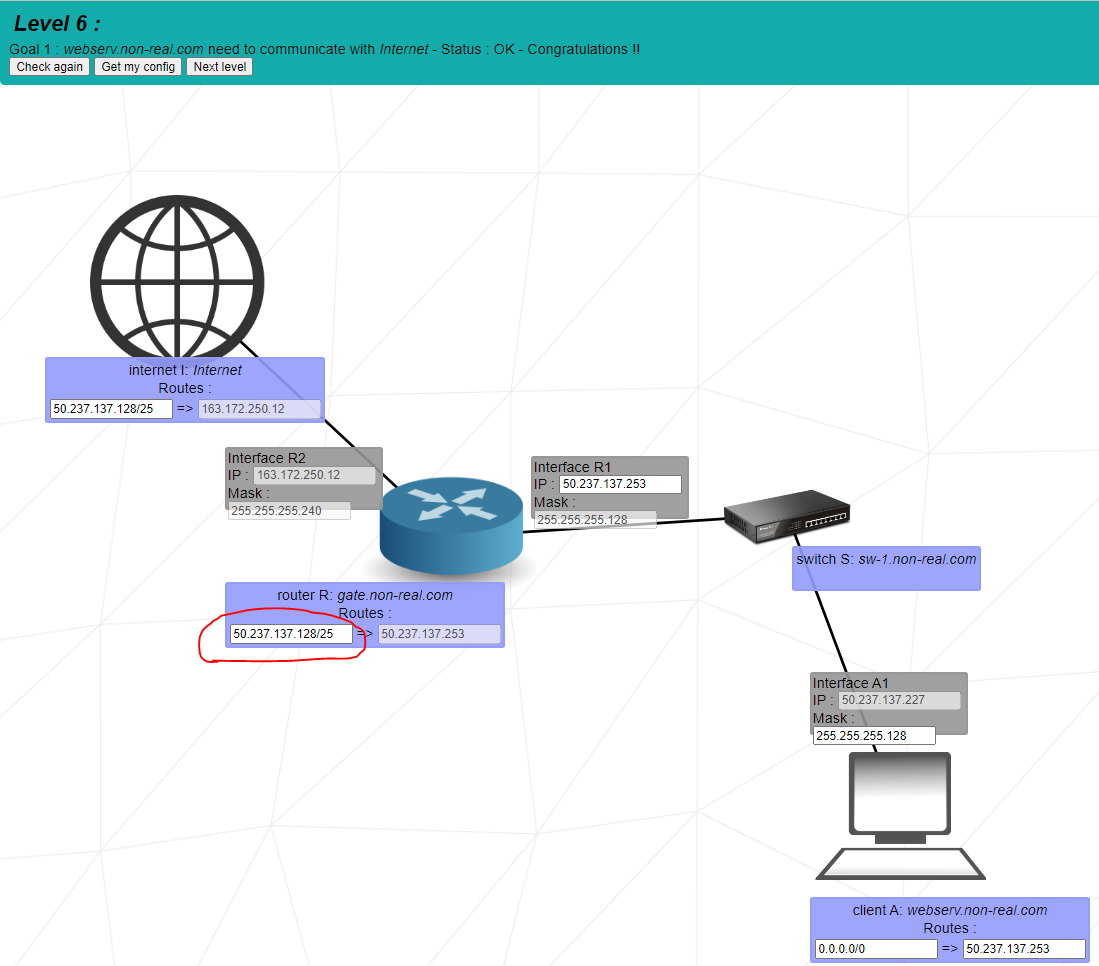 Level 6 :
Goal 1 : webserv.non-real.com need to communicate with Internet - Status : OK - Congratulations !!
Check again Get my config Next level
internet I: Internet
Routes :
50.237.137.128/25 => 163.172.250.12
Interface R2
IP : 163.172.250.12
Mask :
255.255.255.240
Interface R1
IP : 50.237.137.253
Mask :
255.255.255.128
switch S: sw-1.non-real.com
router R: gate.non-real.com
Routes :
50.237.137.128/25 => 50.237.137.253
Interface A1
IP : 50.237.137.227
Mask :
255.255.255.128
client A: webserv.non-real.com
Routes :
0.0.0.0/0 => 50.237.137.253